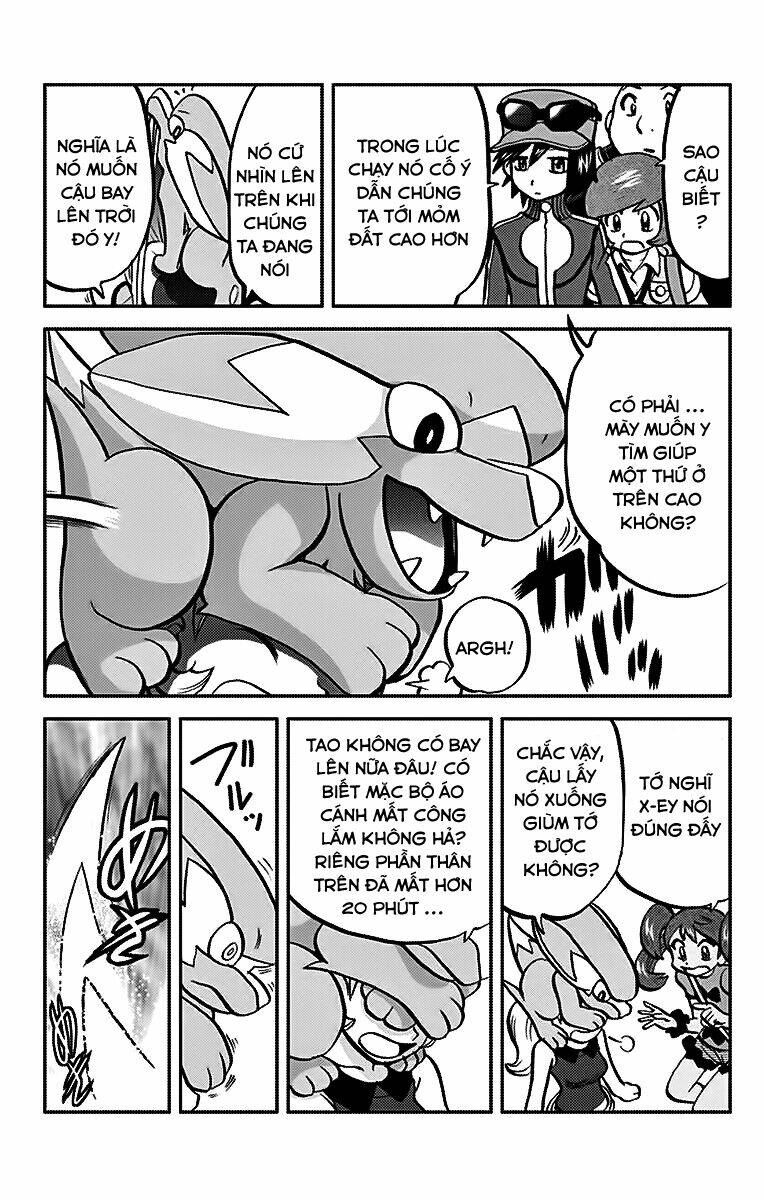 SAO
CẬU
BIẾT
?
TRONG LÚC
CHẠY NÓ CỐ Ý
DẪN CHÚNG
TA TỚI MỎM
ĐẤT CAO HƠN
NÓ CỨ
NHÌN LÊN
TRÊN KHI
CHÚNG
TA ĐANG
NÓI
NGHĨA LÀ
NÓ MUỐN
CẬU BAY
LÊN TRỜI
ĐÓ Y!
CÓ PHẢI ...
MÀY MUỐN Y
TÌM GIÚP
MỘT THỨ Ở
TRÊN CAO
KHÔNG?
ARGH!
TỚ NGHĨ
X-EY NÓI
ĐÚNG ĐẤY
CHẮC VẬY,
CẬU LẤY
NÓ XUỐNG
GIÙM TỚ
ĐƯỢC
KHÔNG?
TAO KHÔNG CÓ BAY
LÊN NỮA ĐÂU! CÓ
BIẾT MẶC BỘ ÁO
CÁNH MẤT CÔNG
LẮM KHÔNG HẢ?
RIÊNG PHẦN THÂN
TRÊN ĐÃ MẤT HƠN
20 PHÚT ...